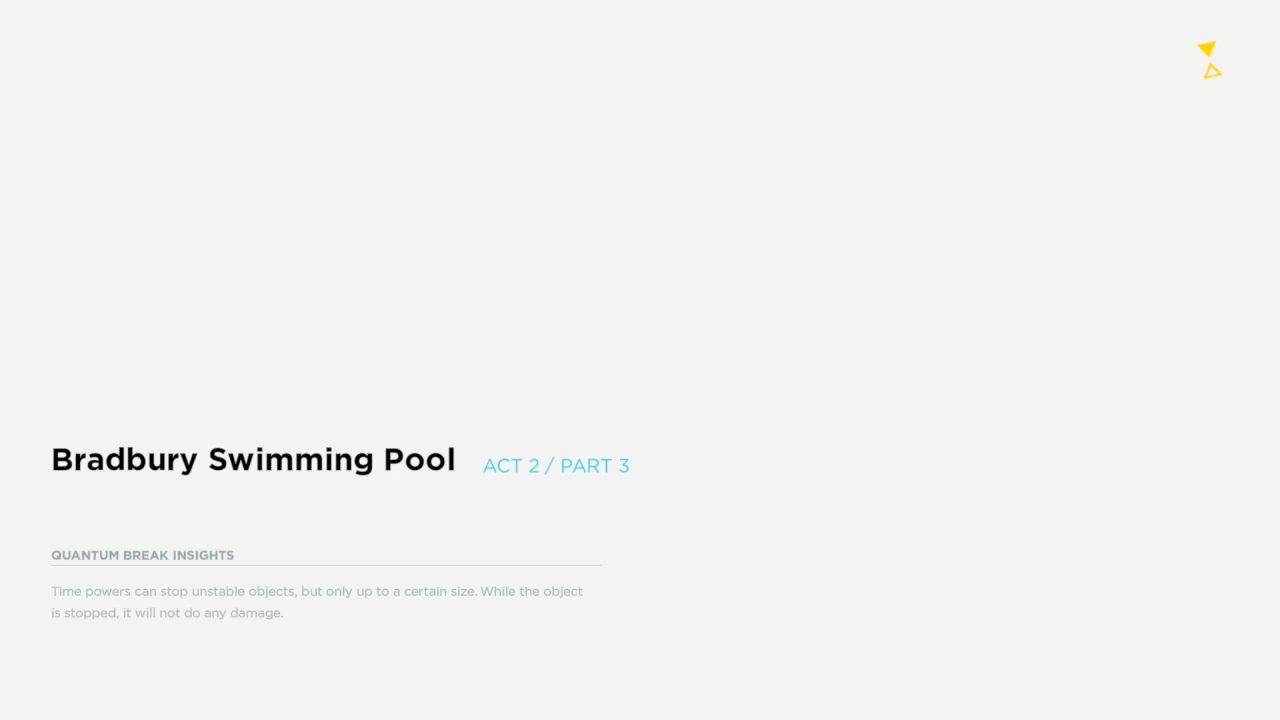 Bradbury Swimming Pool ACT 2 / PART 3
QUANTUM BREAK INSIGHTS
Time powers can stop unstable objects, but only up to a certain size. While the object
is stopped, it will not do any damage.